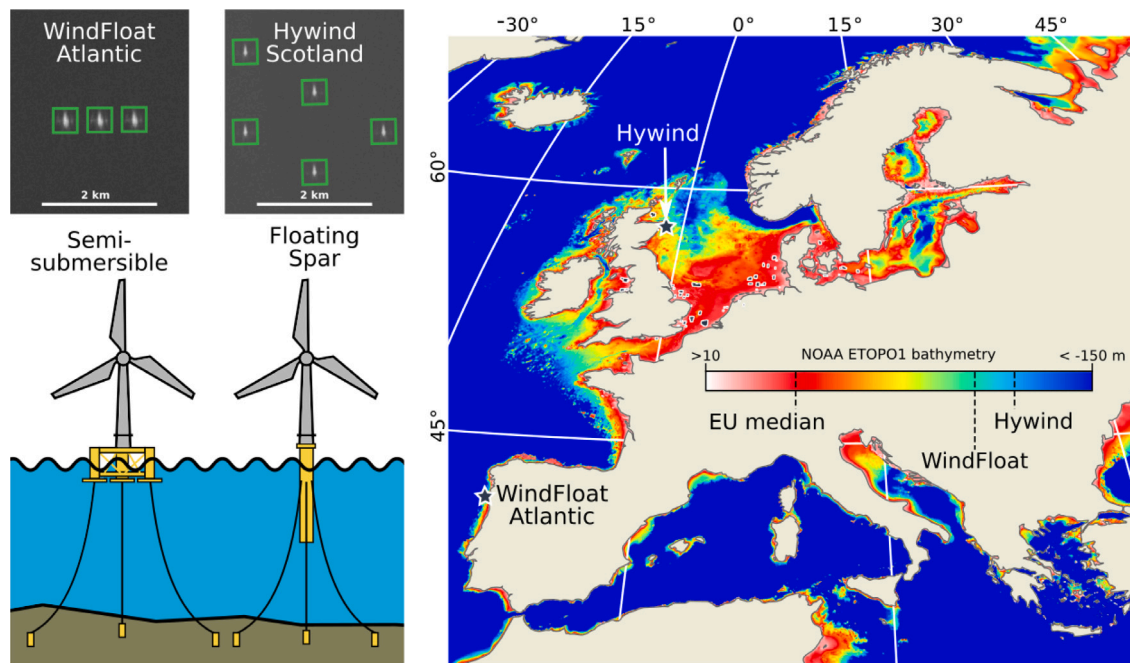 WindFloat
Atlantic
2 km
Hywind
Scotland
2 km
Semi-
submersible
Floating
Spar
-30°
15°
0°
15°
30°
45°
60°
45°
Hywind
>10
NOAA ETOPO1 bathymetry
< -150 m
EU median
Hywind
WindFloat
WindFloat
Atlantic